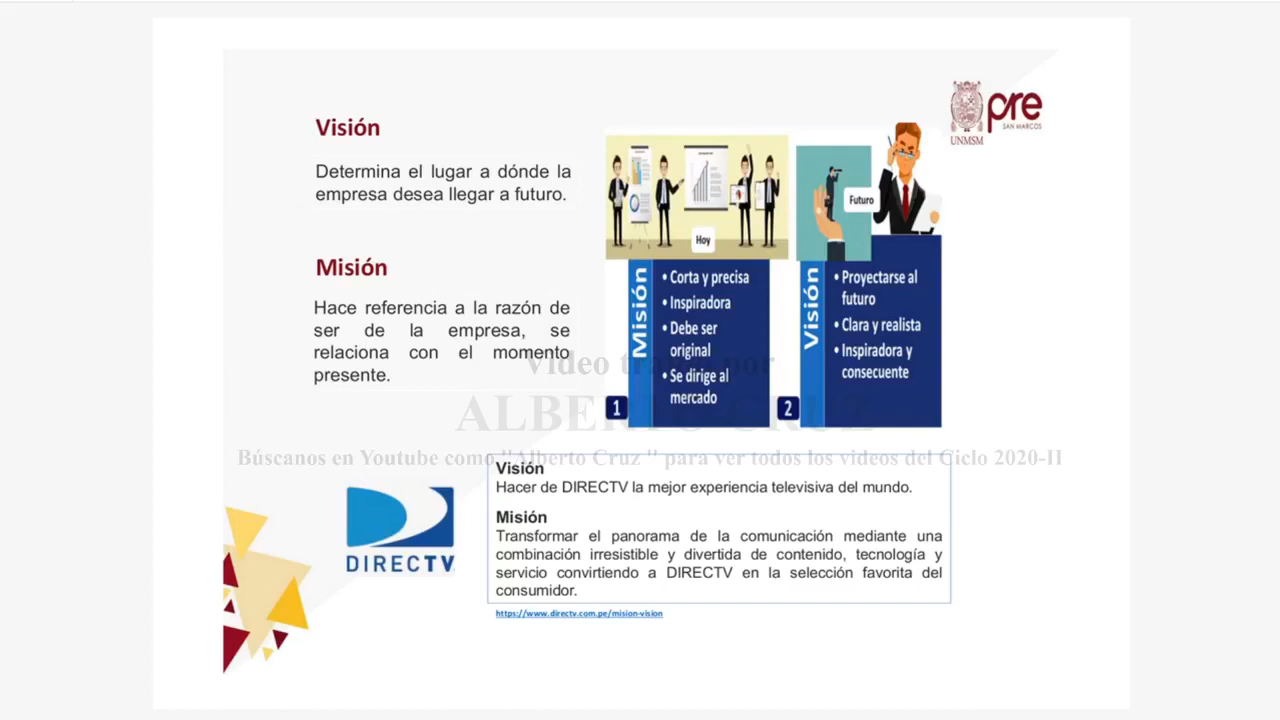 Visión
Determina el lugar a dónde la
empresa desea llegar a futuro.
Misión
Hace referencia a la razón de
ser de la empresa, se
relaciona con el momento
presente.
UNMSM
pre
SAN MARCOS
Hoy
Futuro
Misión
• Corta y precisa
• Inspiradora
• Debe ser
original
• Se dirige al
mercado
1
Visión
• Proyectarse al
futuro
• Clara y realista
• Inspiradora y
consecuente
2
Video por
ALBERTO CRUZ
Búscanos en Youtube como "Alberto Cruz " para ver todos los videos del Ciclo 2020-II
DIRECTV
Visión
Hacer de DIRECTV la mejor experiencia televisiva del mundo.
Misión
Transformar el panorama de la comunicación mediante una
combinación irresistible y divertida de contenido, tecnología y
servicio convirtiendo a DIRECTV en la selección favorita del
consumidor.
https://www.directv.com.pe/mision-vision